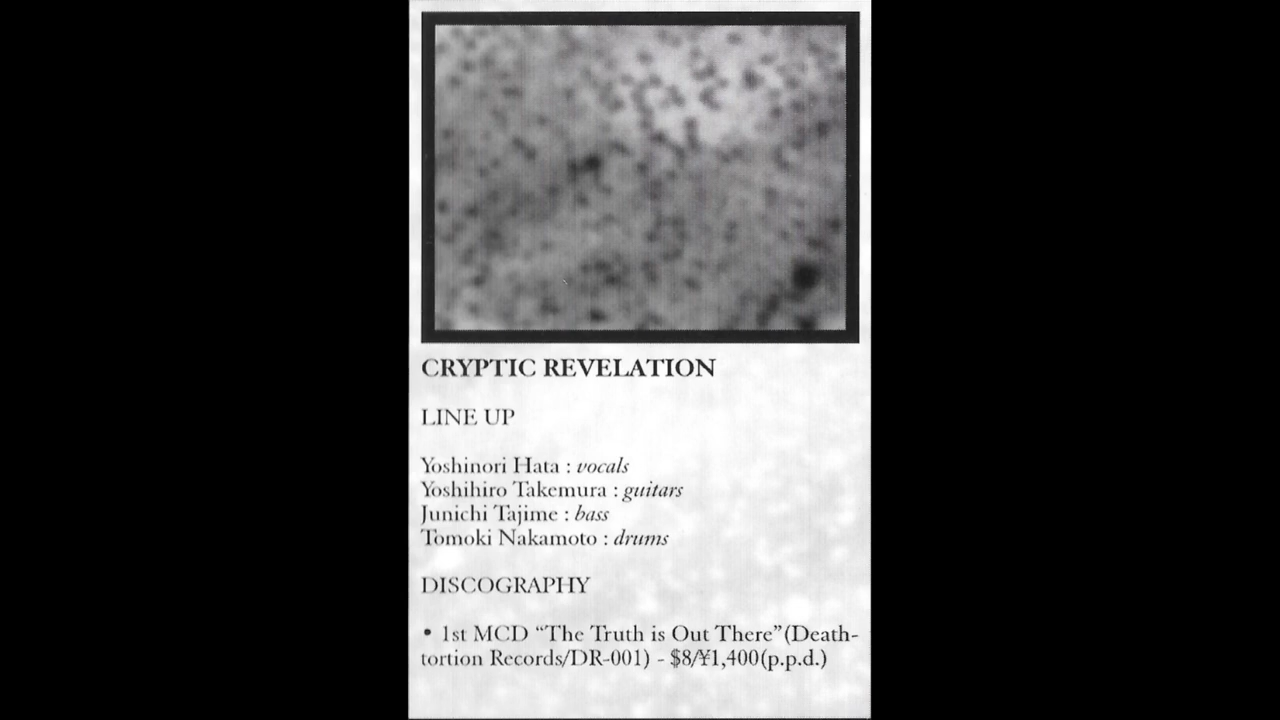 CRYPTIC REVELATION
LINE UP
Yoshinori Hata : vocals
Yoshihiro Takemura : guitars
Junichi Tajime : bass
Tomoki Nakamoto : drums
DISCOGRAPHY
• 1st MCD “The Truth is Out There”(Death-
tortion Records/DR-001) - $8/¥1,400(p.p.d.)